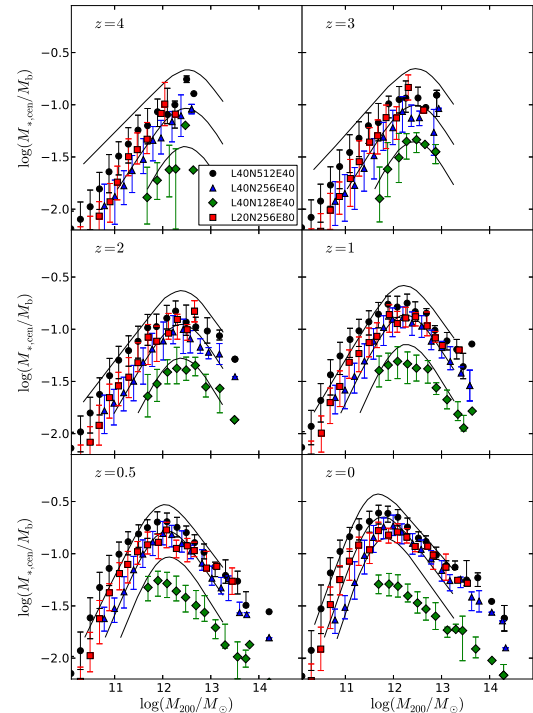 z=4
z=3
log(M*,cen/Mb)
−0.5
−1.0
−1.5
−2.0
L40N512E40
L40N256E40
L40N128E40
L20N256E80
z=2
z=1
log(M*,cen/Mb)
−0.5
−1.0
−1.5
−2.0
z=0.5
z=0
log(M*,cen/Mb)
−0.5
−1.0
−1.5
−2.0
11 12 13 14
11 12 13 14
log(M200/M⊙)
log(M200/M⊙)